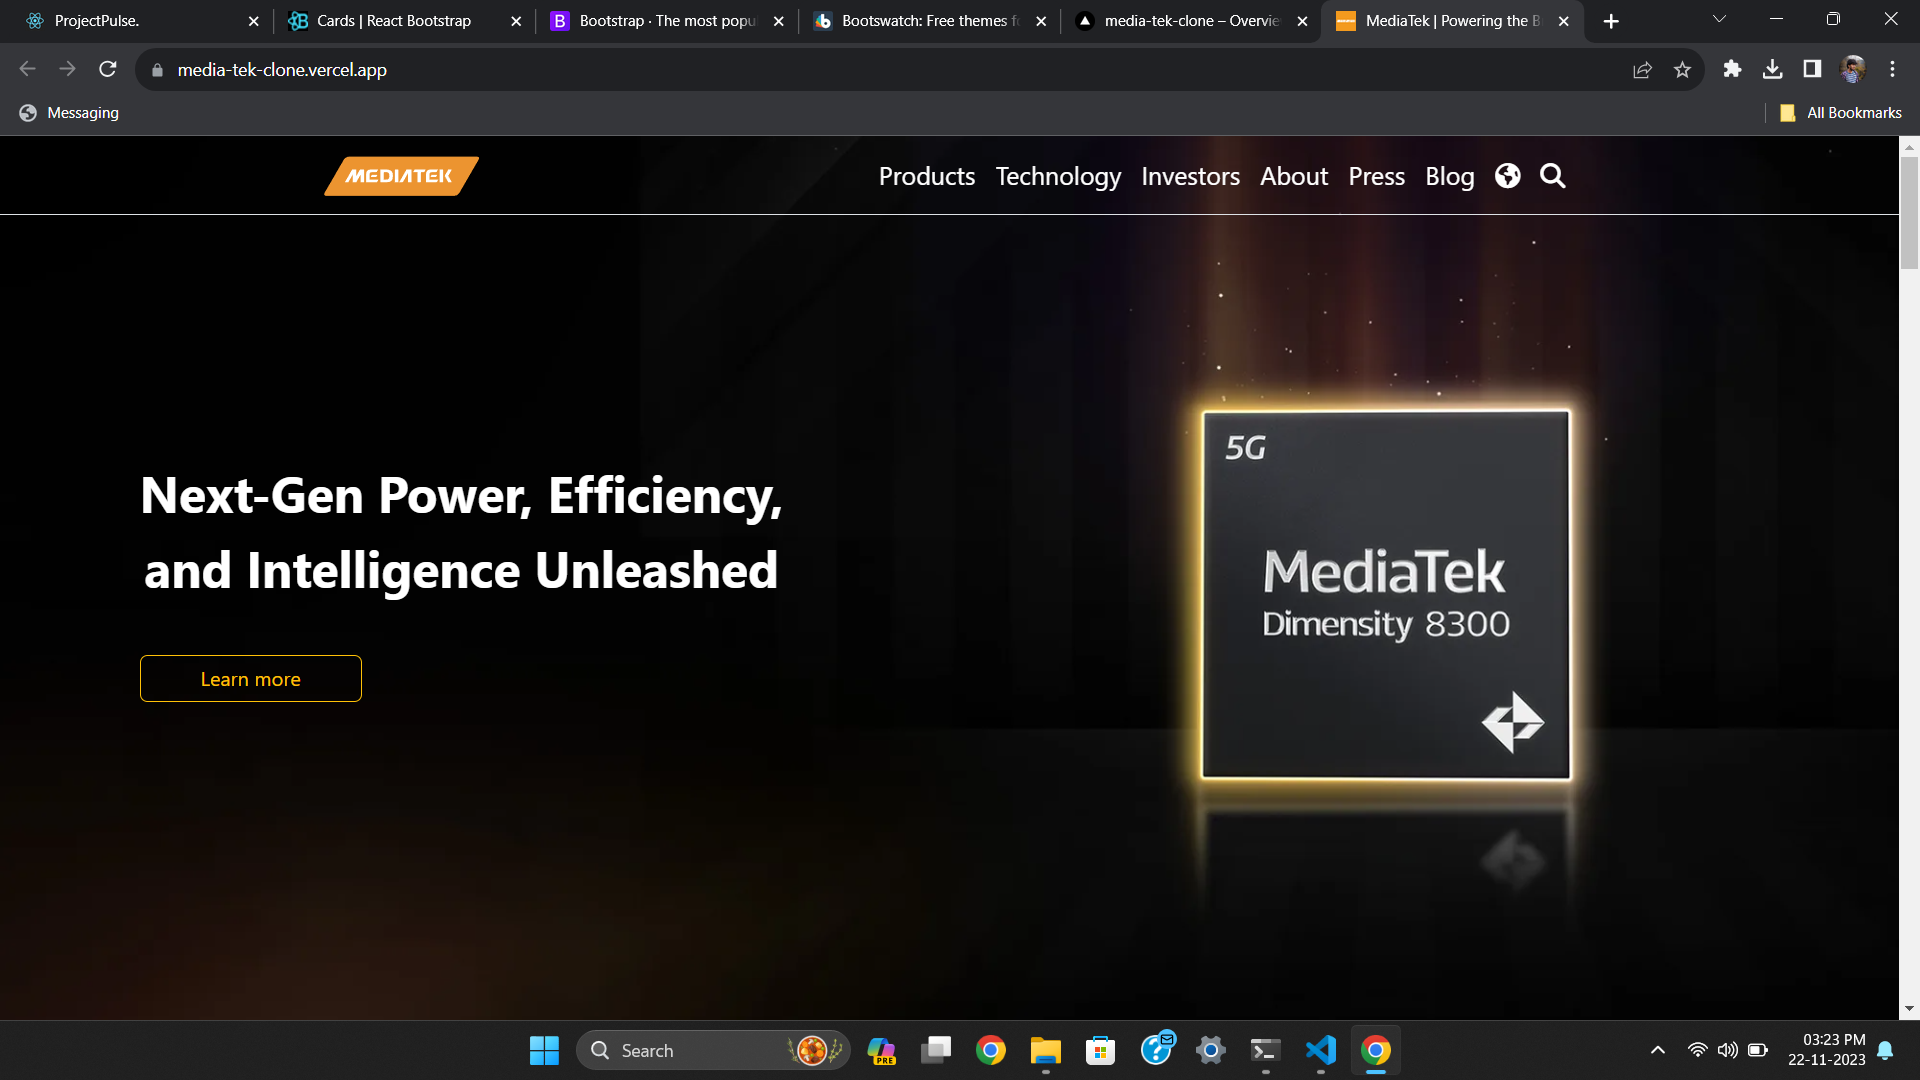 ProjectPulse.
Cards | React Bootstrap
Bootstrap · The most popu
Bootswatch: Free themes fo
media-tek-clone – Overvie
MediaTek | Powering the B
media-tek-clone.vercel.app
Messaging
All Bookmarks
MEDIATEK
Products Technology Investors About Press Blog
Next-Gen Power, Efficiency,
and Intelligence Unleashed
Learn more
5G
MediaTek
Dimensity 8300
Search
PRE
03:23 PM
22-11-2023